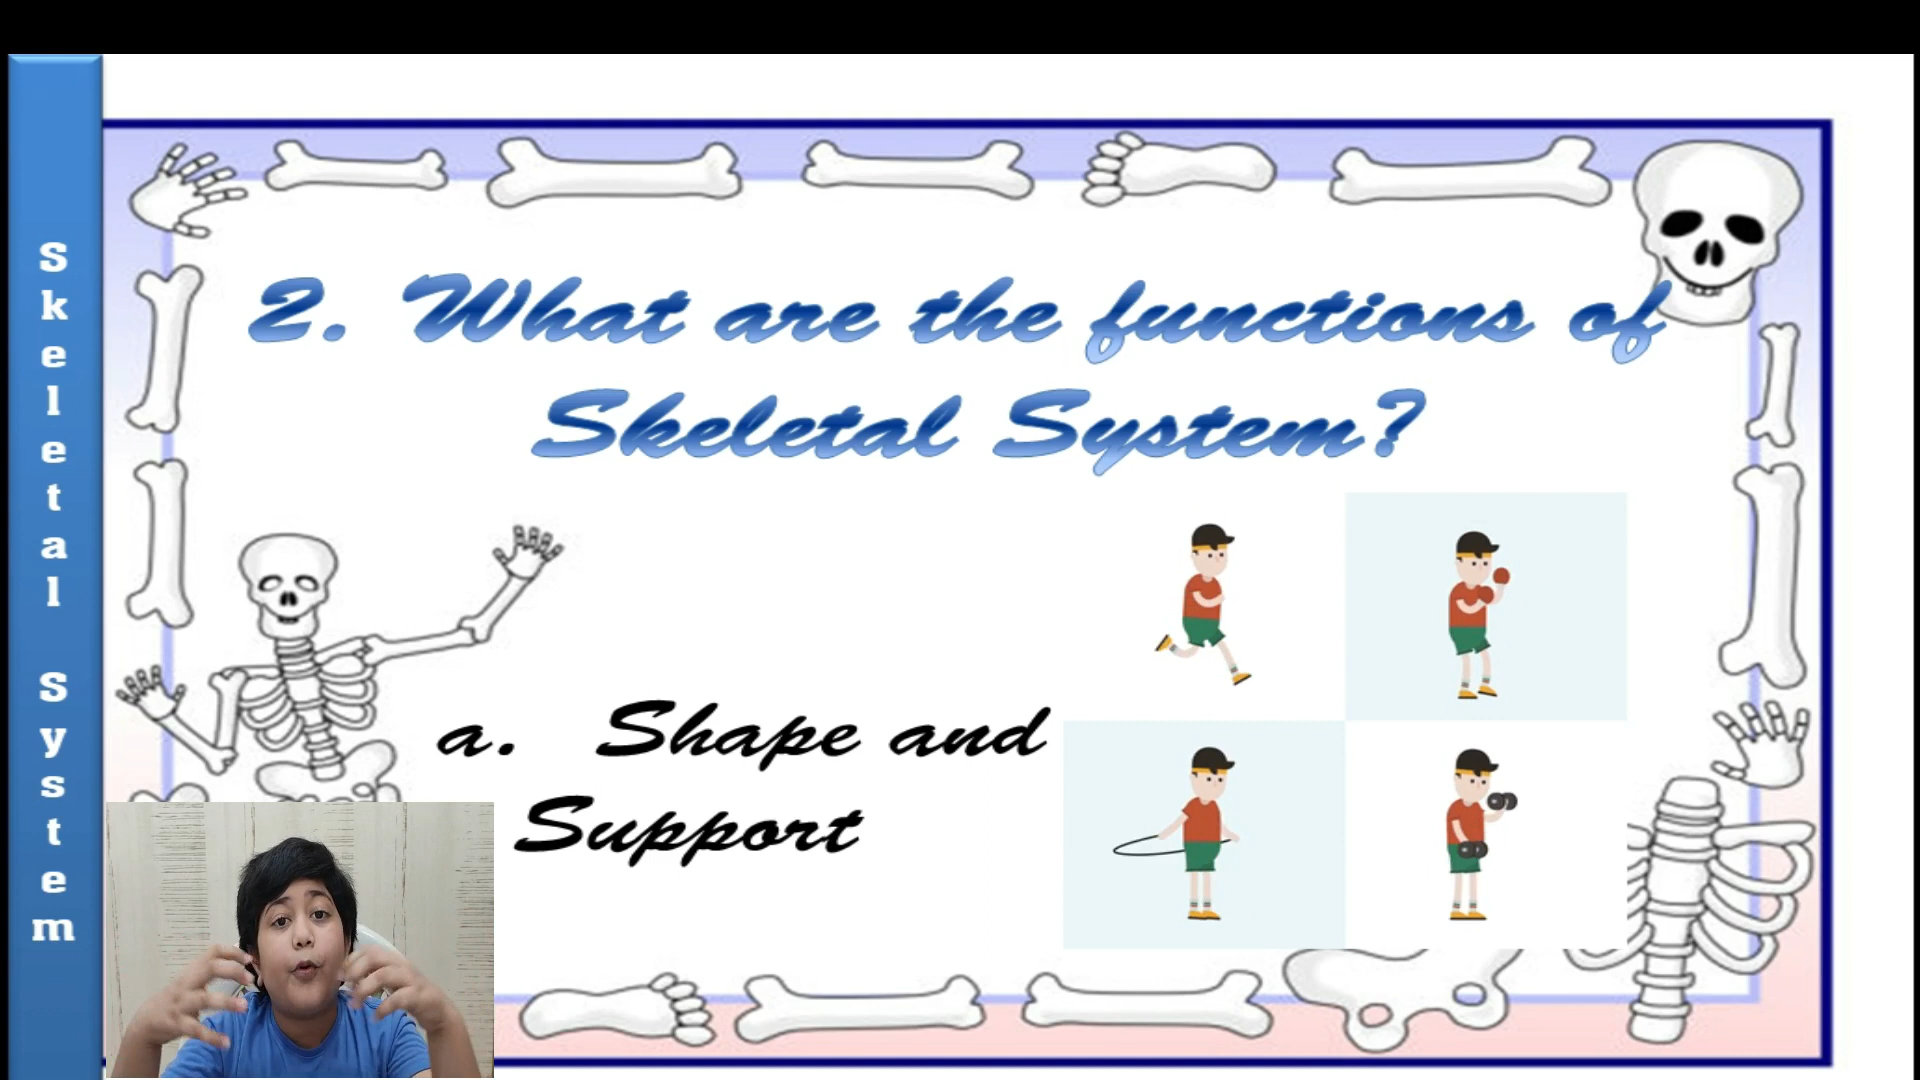 Skeletal System
2. What are the functions of
Skeletal System?
a. Shape and
Support